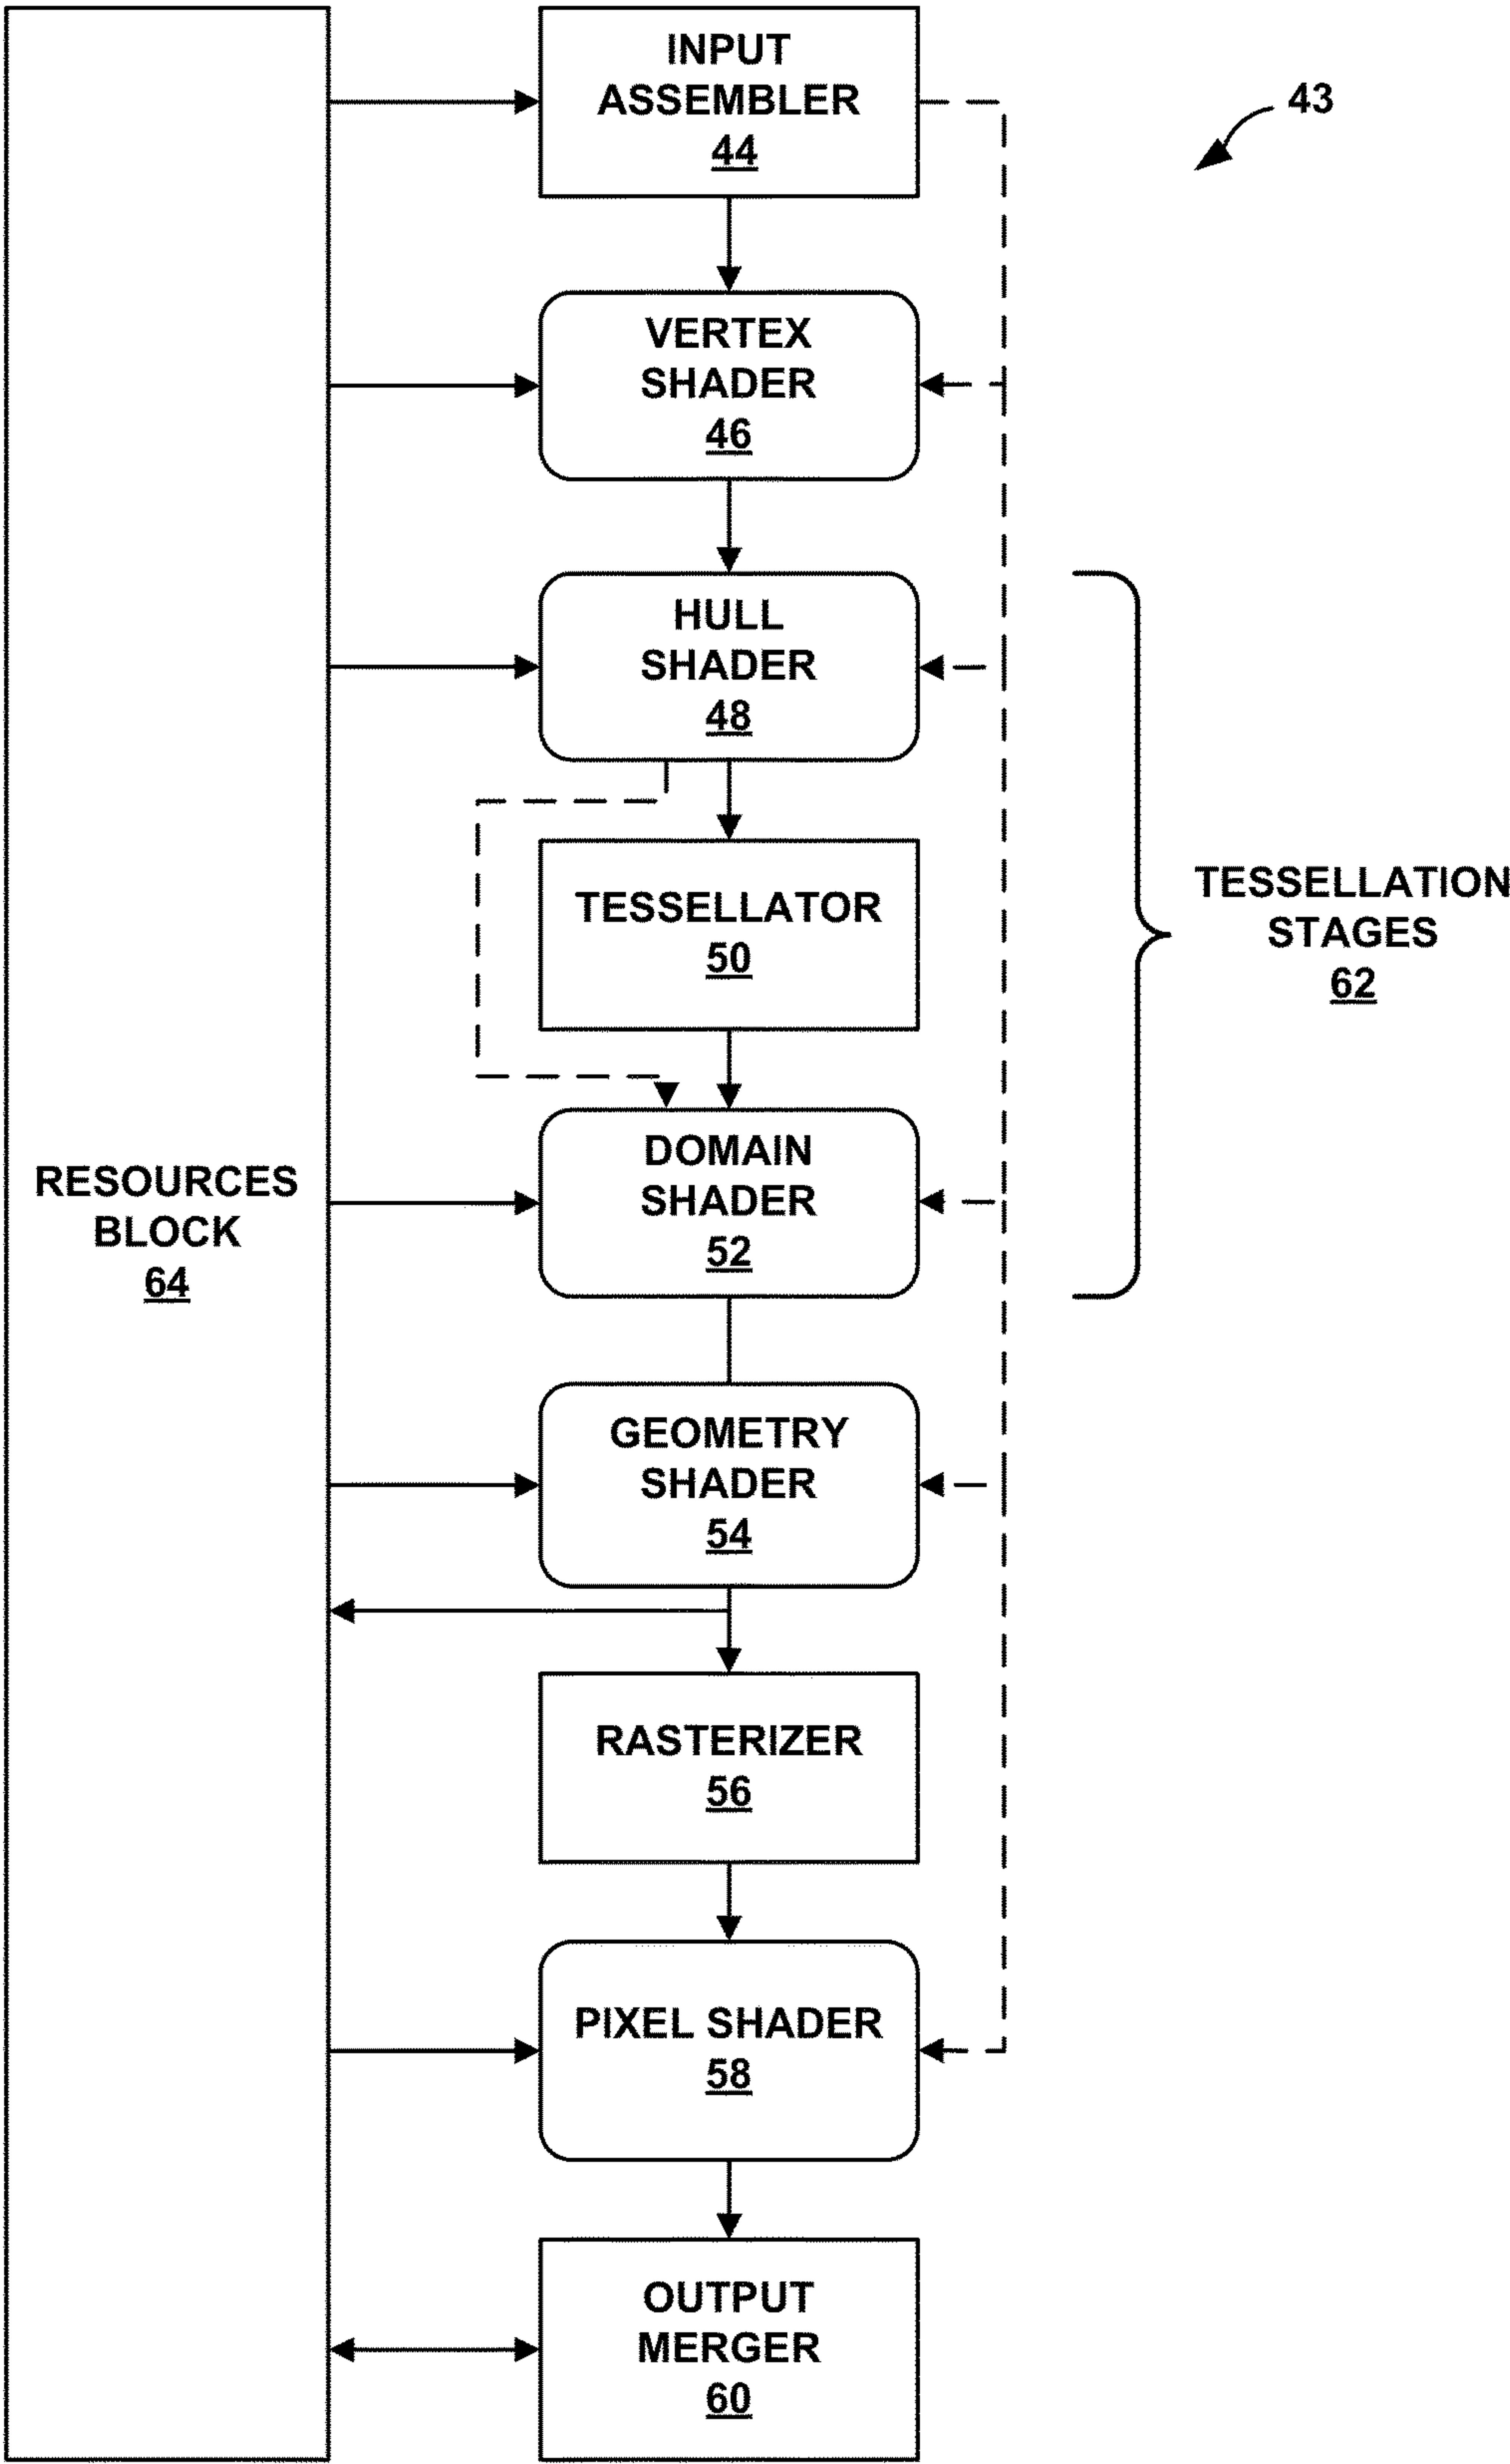 INPUT
ASSEMBLER
44
43
VERTEX
SHADER
46
HULL
SHADER
48
TESSELLATOR
50
TESSELLATION
STAGES
62
DOMAIN
SHADER
52
RESOURCES
BLOCK
64
GEOMETRY
SHADER
54
RASTERIZER
56
PIXEL SHADER
58
OUTPUT
MERGER
60